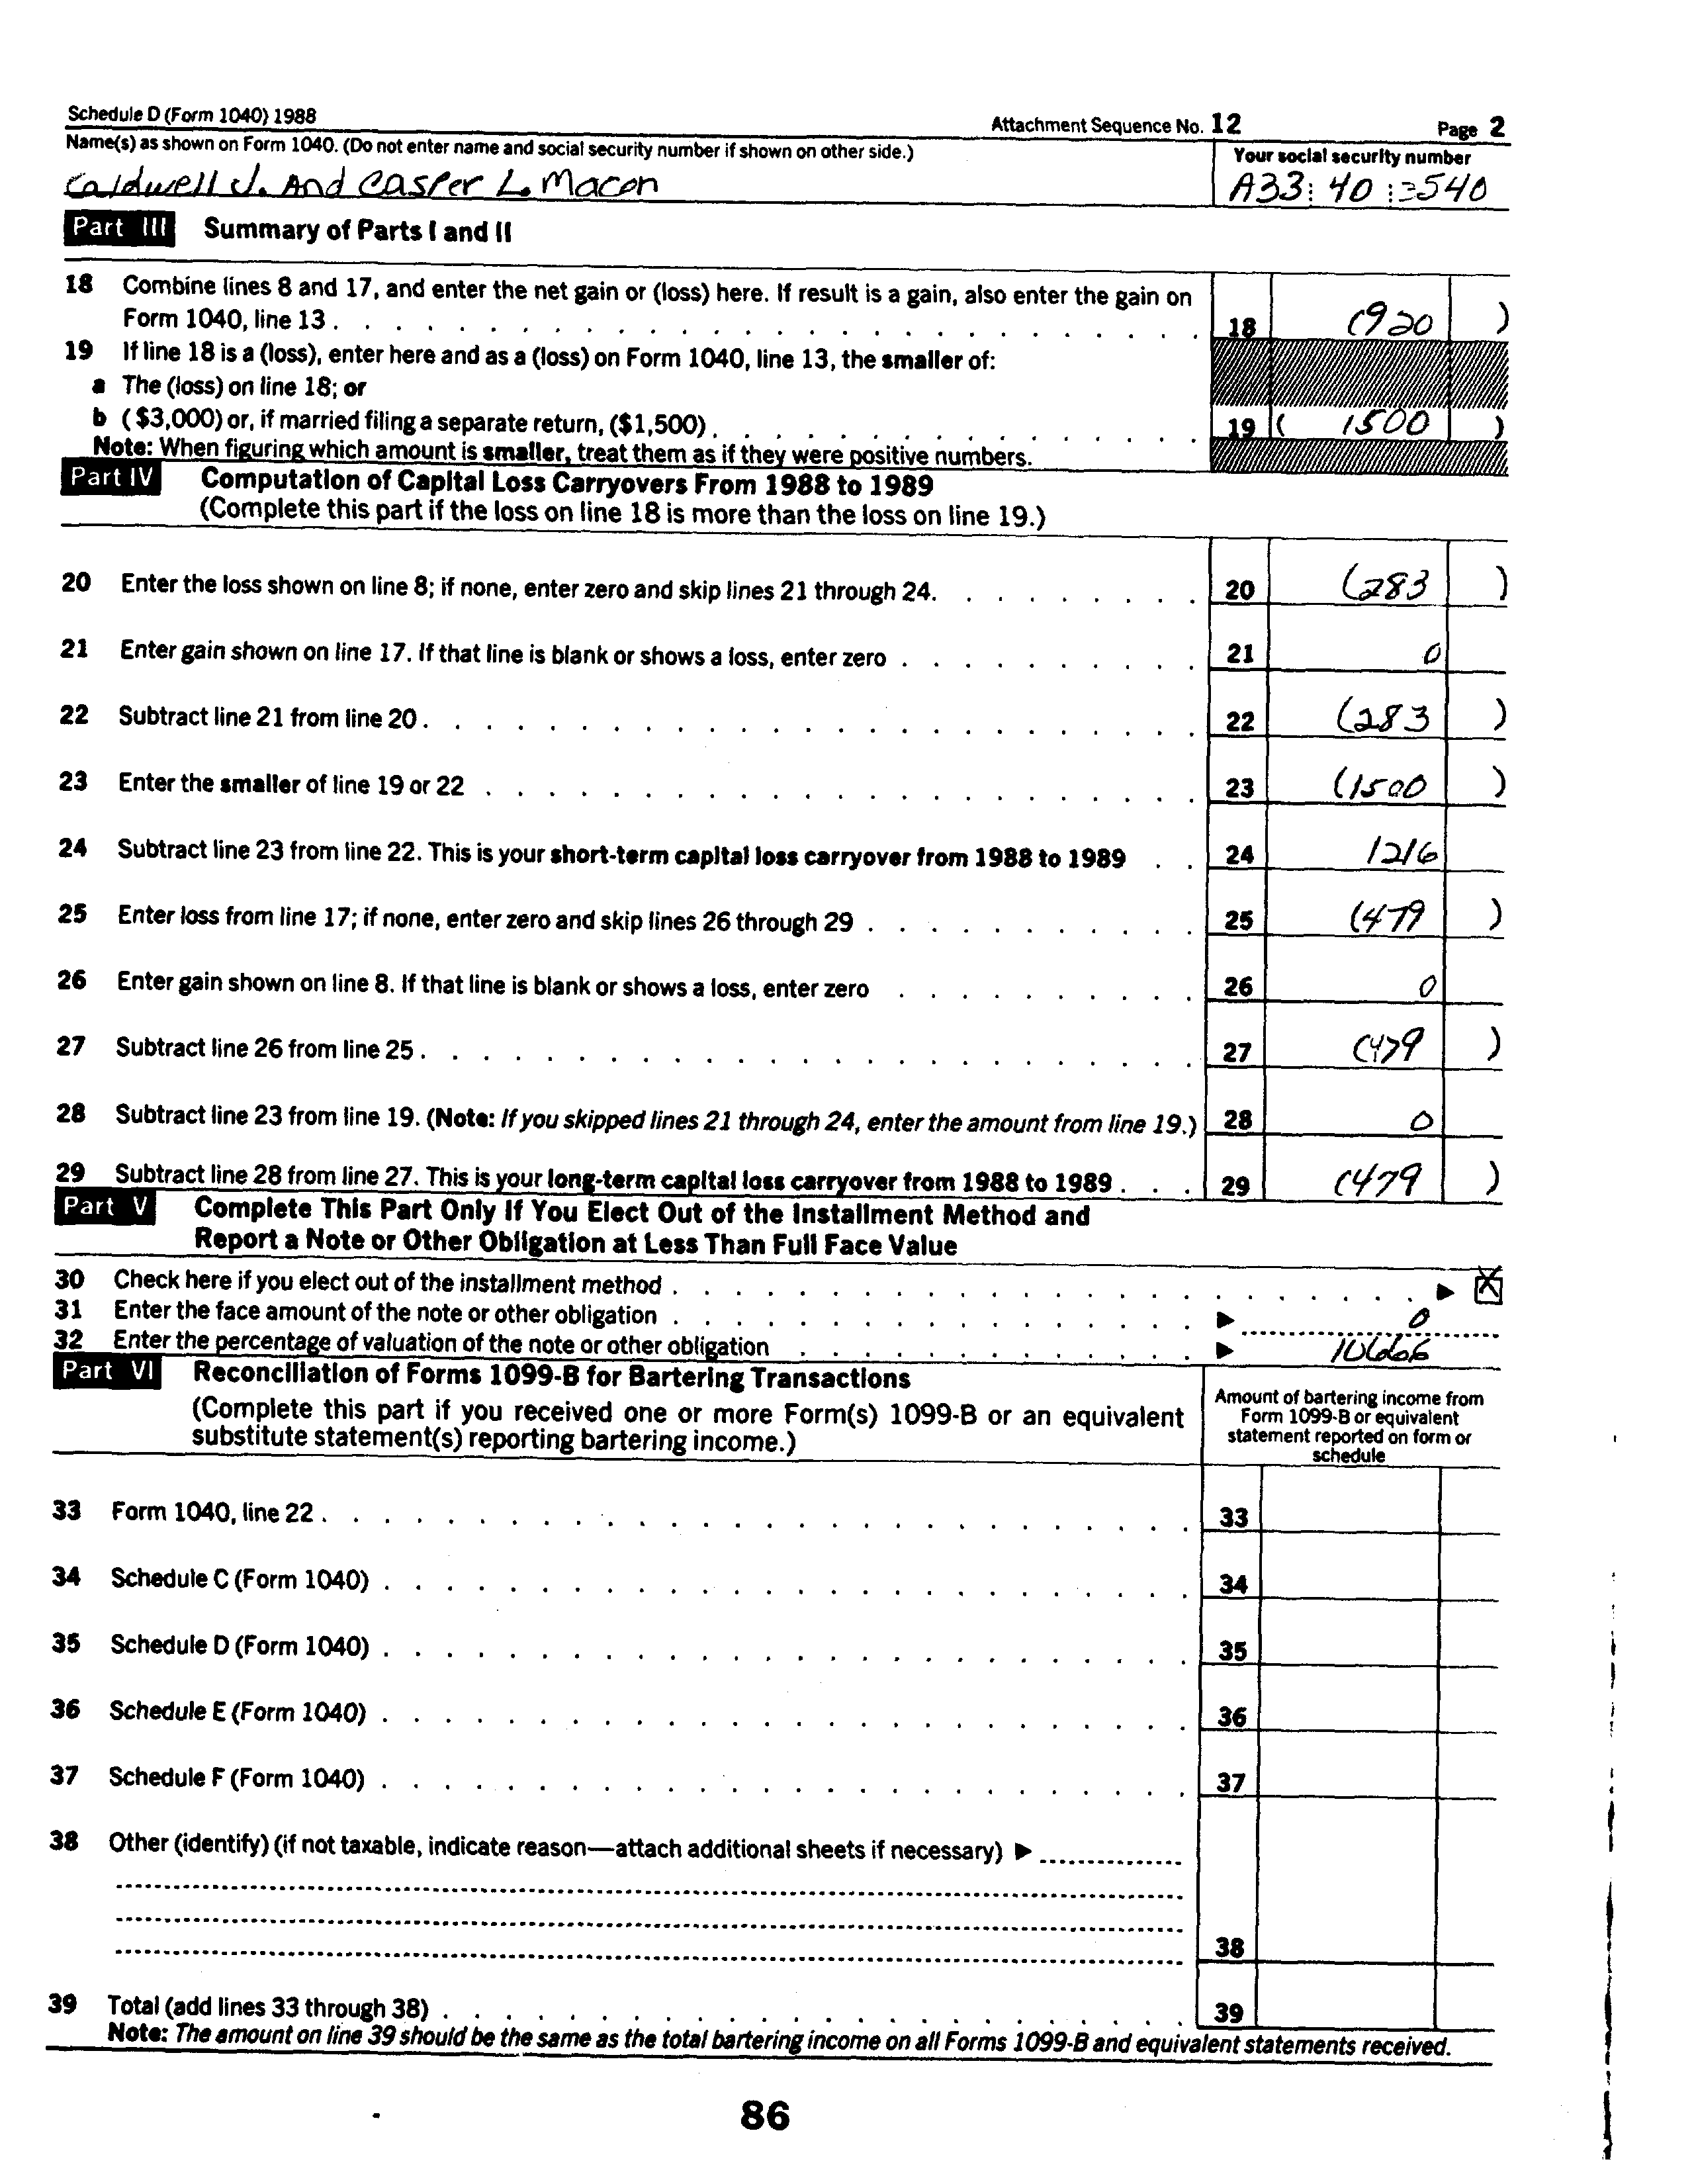 Schedule D (Form 1040) 1988 Attachment Sequence No. 12 Page 2
Name(s) as shown on Form 1040. (Do not enter name and social security number if shown on other side.) Your social security number
Caldwell J. And Casper L. Macon A33 40 3540
Part III Summary of Parts I and II
18 Combine lines 8 and 17, and enter the net gain or (loss) here. If result is a gain, also enter the gain on
Form 1040, line 13 . 18 (920 )
19 If line 18 is a (loss), enter here and as a (loss) on Form 1040, line 13, the smaller of:
a The (loss) on line 18; or
b ($3,000) or, if married filing a separate return, ($1,500) . 19 ( 1500 )
Note: When figuring which amount is smaller, treat them as if they were positive numbers.
Part IV Computation of Capital Loss Carryovers From 1988 to 1989
(Complete this part if the loss on line 18 is more than the loss on line 19.)
20 Enter the loss shown on line 8; if none, enter zero and skip lines 21 through 24. 20 (283 )
21 Enter gain shown on line 17. If that line is blank or shows a loss, enter zero . 21 0
22 Subtract line 21 from line 20 . 22 (283 )
23 Enter the smaller of line 19 or 22 . 23 (1500 )
24 Subtract line 23 from line 22. This is your short-term capital loss carryover from 1988 to 1989 . 24 1216
25 Enter loss from line 17; if none, enter zero and skip lines 26 through 29 . 25 (479 )
26 Enter gain shown on line 8. If that line is blank or shows a loss, enter zero . 26 0
27 Subtract line 26 from line 25 . 27 (479 )
28 Subtract line 23 from line 19. (Note: If you skipped lines 21 through 24, enter the amount from line 19.) 28 0
29 Subtract line 28 from line 27. This is your long-term capital loss carryover from 1988 to 1989 . 29 (479 )
Part V Complete This Part Only If You Elect Out of the Installment Method and
Report a Note or Other Obligation at Less Than Full Face Value
30 Check here if you elect out of the installment method . ▶ ☒
31 Enter the face amount of the note or other obligation . ▶ 0
32 Enter the percentage of valuation of the note or other obligation . ▶
Part VI Reconciliation of Forms 1099-B for Bartering Transactions
(Complete this part if you received one or more Form(s) 1099-B or an equivalent
substitute statement(s) reporting bartering income.)
Amount of bartering income from
Form 1099-B or equivalent
statement reported on form or
schedule
33 Form 1040, line 22 . 33
34 Schedule C (Form 1040) . 34
35 Schedule D (Form 1040) . 35
36 Schedule E (Form 1040) . 36
37 Schedule F (Form 1040) . 37
38 Other (identify) (if not taxable, indicate reason—attach additional sheets if necessary) ▶
38
39 Total (add lines 33 through 38) . 39
Note: The amount on line 39 should be the same as the total bartering income on all Forms 1099-B and equivalent statements received.
86